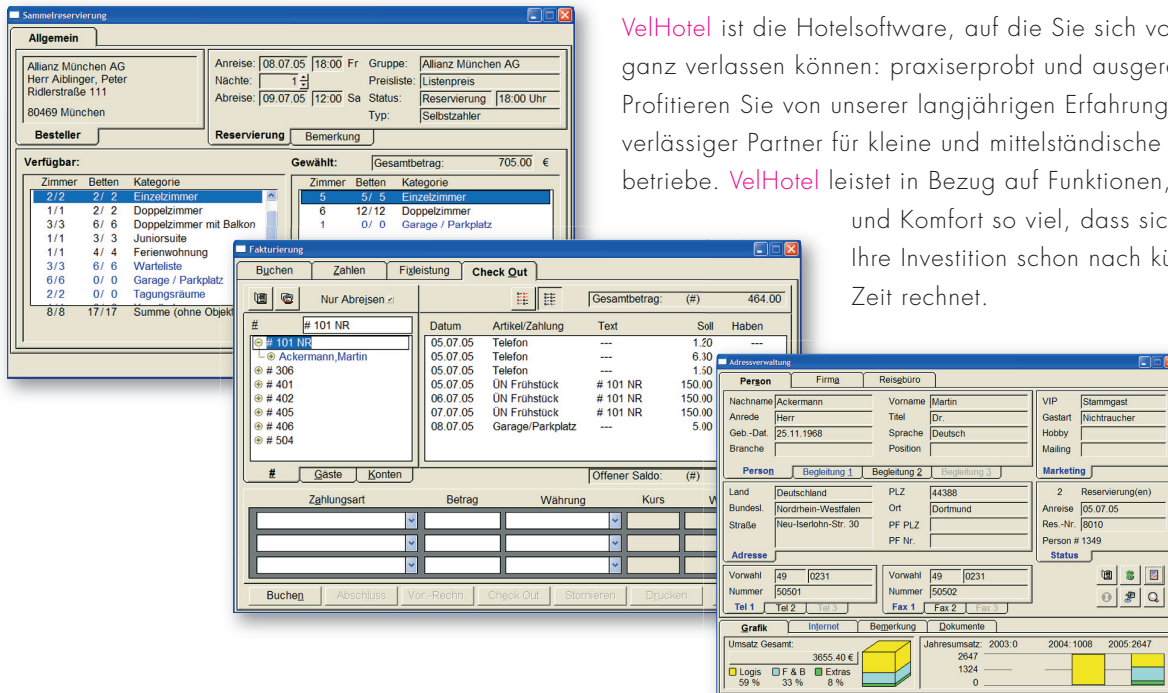 VelHotel ist die Hotelsoftware, auf die Sie sich
ganz verlassen können: praxiserprobt und
Profitieren Sie von unserer langjährigen Erfahrung
verlässiger Partner für kleine und mittelständische
betriebe. VelHotel leistet in Bezug auf Funktionen,
und Komfort so viel, dass
Ihre Investition schon nach
Zeit rechnet.
Sammelreservierung
Allgemein
Allianz München AG
Herr Aiblinger, Peter
Ridlerstraße 111
80469 München
Besteller
Anreise: 08.07.05 18:00 Fr Gruppe: Allianz München AG
Nächte: 1 Preisliste: Listenpreis
Abreise: 09.07.05 12:00 Sa Status: Reservierung 18:00 Uhr
Typ: Selbstzahler
Reservierung Bemerkung
Verfügbar:
Zimmer Betten Kategorie
2/2 2/ 2 Einzelzimmer
1/1 2/ 2 Doppelzimmer
3/3 6/ 6 Doppelzimmer mit Balkon
1/1 3/ 3 Juniorsuite
1/1 4/ 4 Ferienwohnung
3/3 6/ 6 Warteliste
6/6 0/ 0 Garage / Parkplatz
2/2 0/ 0 Tagungsräume
8/8 17/17 Summe (ohne
Gewählt: Gesamtbetrag: 705.00 €
Zimmer Betten Kategorie
5 5/ 5 Einzelzimmer
6 12/12 Doppelzimmer
1 0/ 0 Garage / Parkplatz
Fakturierung
Buchen Zahlen Fixleistung Check Out
Nur Abreisen
Gesamtbetrag: (#) 464.00
# # 101 NR
# 101 NR
Ackermann,Martin
# 306
# 401
# 402
# 405
# 406
# 504
# Gäste Konten
Datum Artikel/Zahlung Text Soll Haben
05.07.05 Telefon --- 1.20 ---
05.07.05 Telefon --- 6.30
05.07.05 Telefon --- 1.50
05.07.05 ÜN Frühstück # 101 NR 150.00
06.07.05 ÜN Frühstück # 101 NR 150.00
07.07.05 ÜN Frühstück # 101 NR 150.00
08.07.05 Garage/Parkplatz --- 5.00
Offener Saldo: (#)
Zahlungsart Betrag Währung Kurs
Buchen Abschluss Vor.-Rechn. Check Out Stornieren Drucken
Adressverwaltung
Person Firma Reisebüro
Nachname Ackermann Vorname Martin
Anrede Herr Titel Dr.
Geb.-Dat. 25.11.1968 Sprache Deutsch
Branche Position
Person Begleitung 1 Begleitung 2 Begleitung 3
VIP Stammgast
Gastart Nichtraucher
Hobby
Mailing
Marketing
Land Deutschland PLZ 44388
Bundesl. Nordrhein-Westfalen Ort Dortmund
Straße Neu-Iserlohn-Str. 30 PF PLZ
PF Nr.
Adresse
2 Reservierung(en)
Anreise 05.07.05
Res.-Nr. 8010
Person # 1349
Status
Vorwahl 49 0231 Vorwahl 49 0231
Nummer 50501 Nummer 50502
Tel 1 Tel 2 Tel 3 Fax 1 Fax 2 Fax 3
Grafik Internet Bemerkung Dokumente
Umsatz Gesamt:
3655.40 €
Logis F & B Extras
59 % 33 % 8 %
Jahresumsatz: 2003:0 2004:1008 2005:2647
2647
1324
0